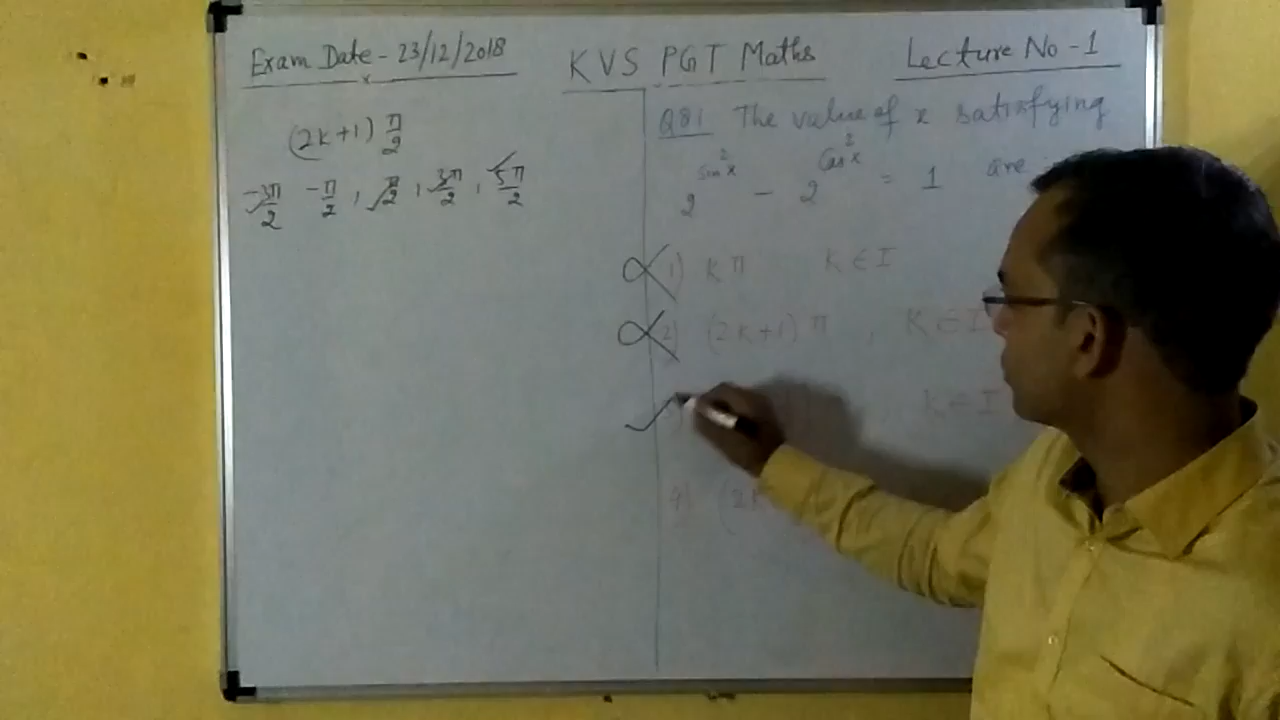 Exam Date - 23/12/2018
KVS PGT Maths
Lecture No - 1
(2k+1) π/2
-3π/2 -π/2, π/2, 3π/2, 5π/2
Q81 The value of x satisfying
2^sin²x - 2^cos²x = 1 are
1) kπ k ∈ I
2) (2k+1) π, k ∈ I
k ∈ I
4) (2k